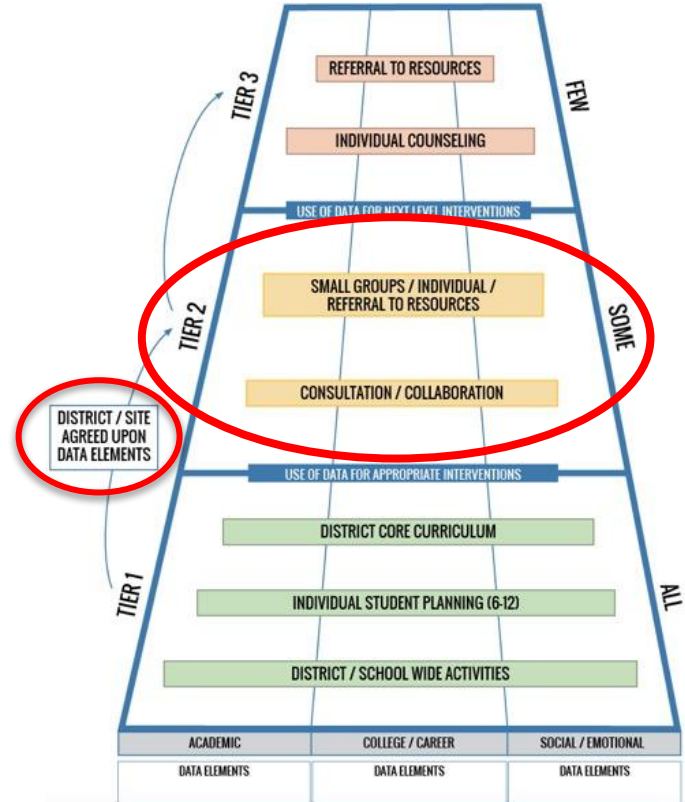 REFERRAL TO RESOURCES
TIER 3
FEW
INDIVIDUAL COUNSELING
USE OF DATA FOR NEXT LEVEL INTERVENTIONS
SMALL GROUPS / INDIVIDUAL /
REFERRAL TO RESOURCES
TIER 2
SOME
CONSULTATION / COLLABORATION
DISTRICT / SITE
AGREED UPON
DATA ELEMENTS
USE OF DATA FOR APPROPRIATE INTERVENTIONS
DISTRICT CORE CURRICULUM
TIER 1
ALL
INDIVIDUAL STUDENT PLANNING (6-12)
DISTRICT / SCHOOL WIDE ACTIVITIES
ACADEMIC COLLEGE / CAREER SOCIAL / EMOTIONAL
DATA ELEMENTS DATA ELEMENTS DATA ELEMENTS